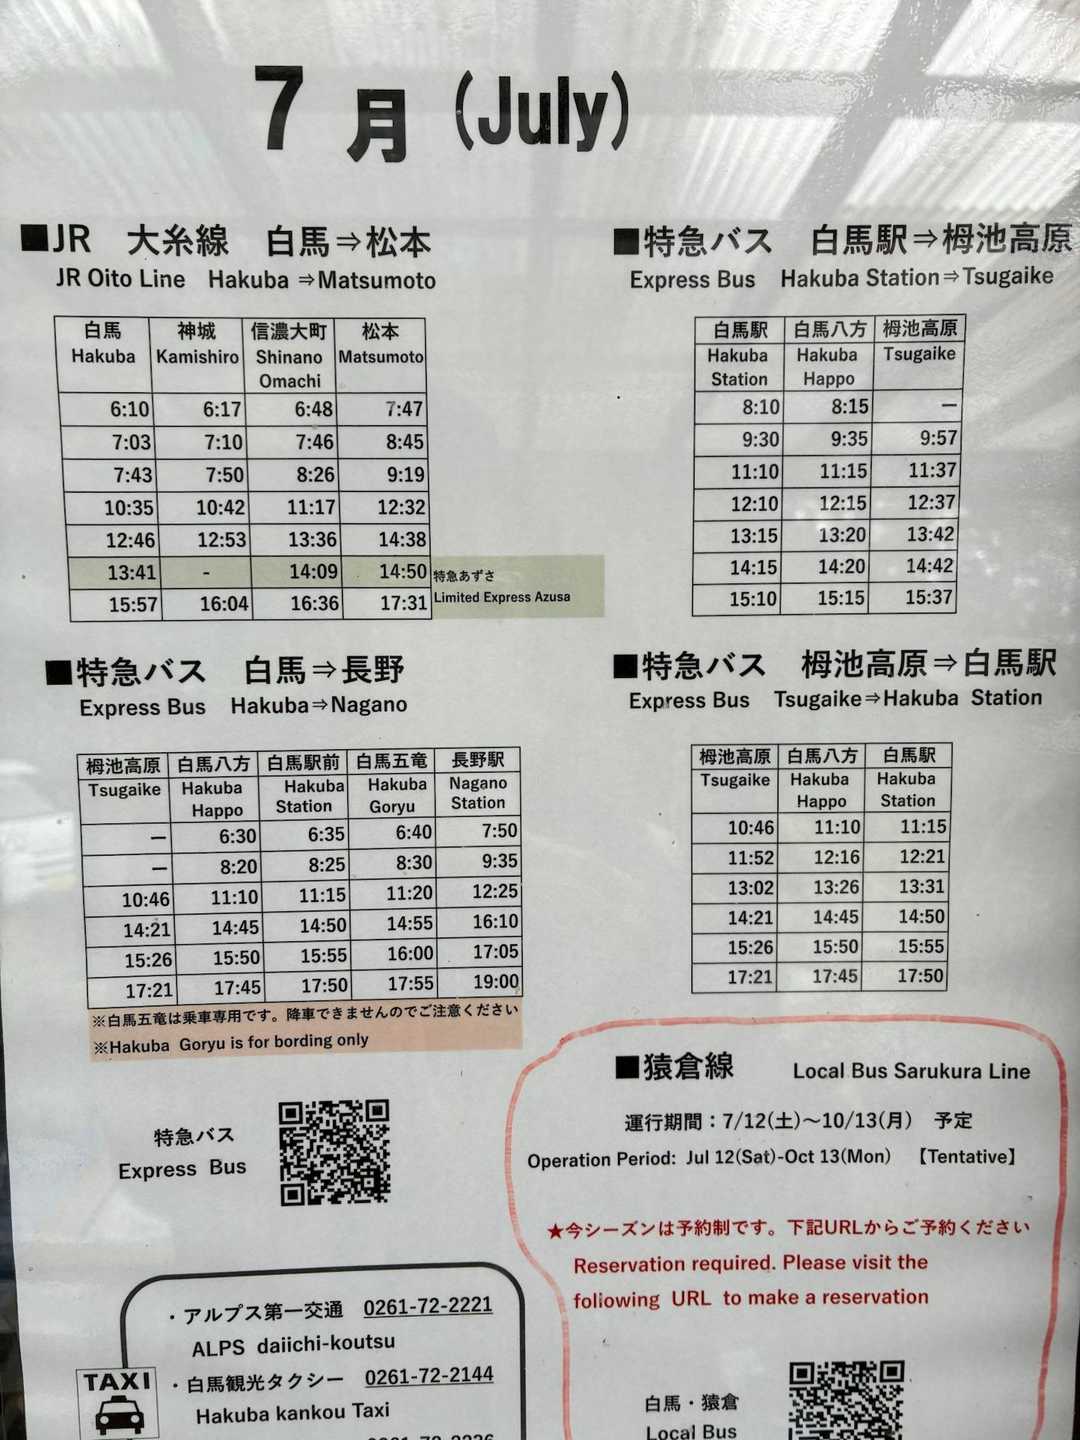 7月 (July)
■JR 大糸線 白馬⇒松本
JR Oito Line Hakuba ⇒Matsumoto
白馬 神城 信濃大町 松本
Hakuba Kamishiro Shinano Matsumoto
Omachi
6:10 6:17 6:48 7:47
7:03 7:10 7:46 8:45
7:43 7:50 8:26 9:19
10:35 10:42 11:17 12:32
12:46 12:53 13:36 14:38
13:41 - 14:09 14:50 特急あずさ
Limited Express Azusa
15:57 16:04 16:36 17:31
■特急バス 白馬駅⇒栂池高原
Express Bus Hakuba Station⇒Tsugaike
白馬駅 白馬八方 栂池高原
Hakuba Hakuba Tsugaike
Station Happo
8:10 8:15 ー
9:30 9:35 9:57
11:10 11:15 11:37
12:10 12:15 12:37
13:15 13:20 13:42
14:15 14:20 14:42
15:10 15:15 15:37
■特急バス 白馬⇒長野
Express Bus Hakuba⇒Nagano
栂池高原 白馬八方 白馬駅前 白馬五竜 長野駅
Tsugaike Hakuba Hakuba Hakuba Nagano
Happo Station Goryu Station
ー 6:30 6:35 6:40 7:50
ー 8:20 8:25 8:30 9:35
10:46 11:10 11:15 11:20 12:25
14:21 14:45 14:50 14:55 16:10
15:26 15:50 15:55 16:00 17:05
17:21 17:45 17:50 17:55 19:00
※白馬五竜は乗車専用です。降車できませんのでご注意ください
※Hakuba Goryu is for bording only
■特急バス 栂池高原⇒白馬駅
Express Bus Tsugaike⇒Hakuba Station
栂池高原 白馬八方 白馬駅
Tsugaike Hakuba Hakuba
Happo Station
10:46 11:10 11:15
11:52 12:16 12:21
13:02 13:26 13:31
14:21 14:45 14:50
15:26 15:50 15:55
17:21 17:45 17:50
特急バス
Express Bus
■猿倉線 Local Bus Sarukura Line
運行期間：7/12(土)～10/13(月) 予定
Operation Period: Jul 12(Sat)-Oct 13(Mon) 【Tentative】
★今シーズンは予約制です。下記URLからご予約ください
Reservation required. Please visit the
following URL to make a reservation
白馬・猿倉
Local Bus
TAXI
・アルプス第一交通 0261-72-2221
ALPS daiichi-koutsu
・白馬観光タクシー 0261-72-2144
Hakuba kankou Taxi